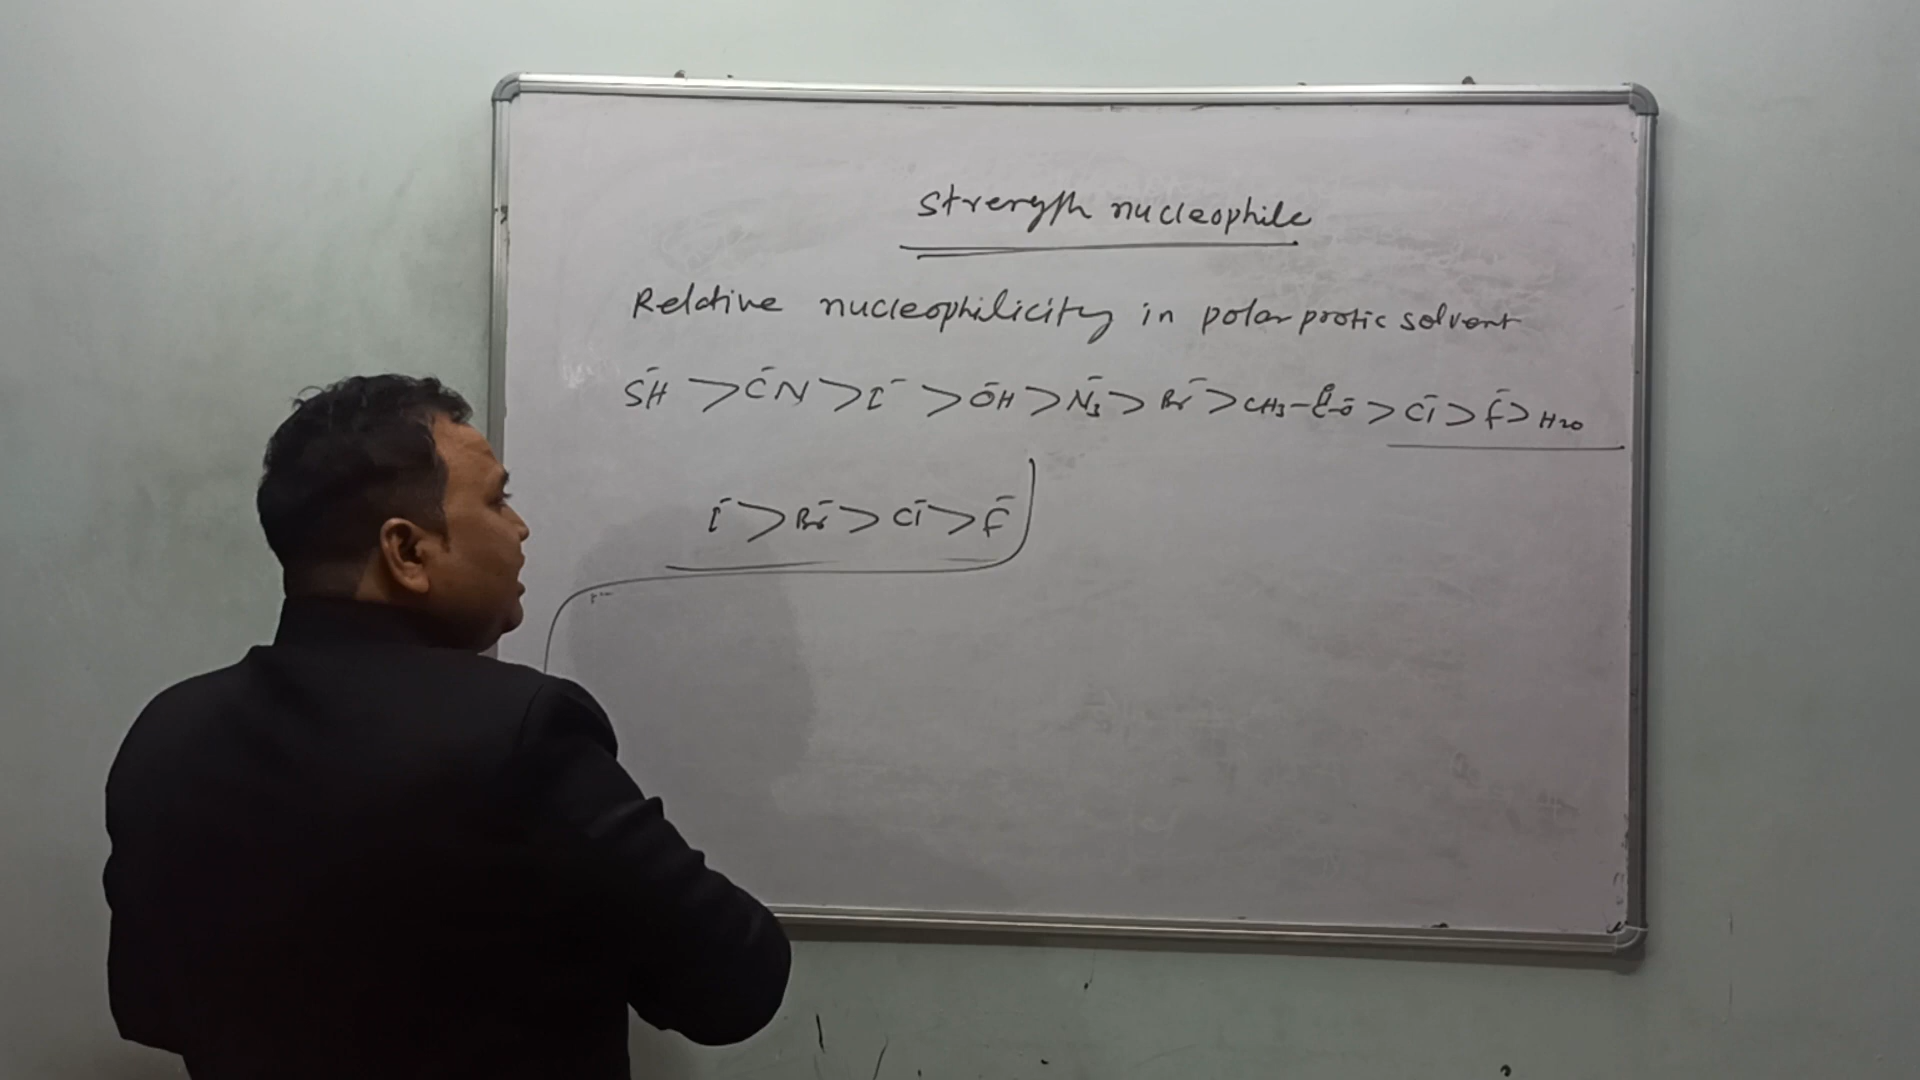 Strength nucleophile
Relative nucleophilicity in polar protic solvent
S̄H > C̄N > I⁻ > ŌH > N̄₃ > Br⁻ > CH₃-C(=O)-O⁻ > Cl⁻ > F⁻ > H₂O
I⁻ > Br⁻ > Cl⁻ > F⁻